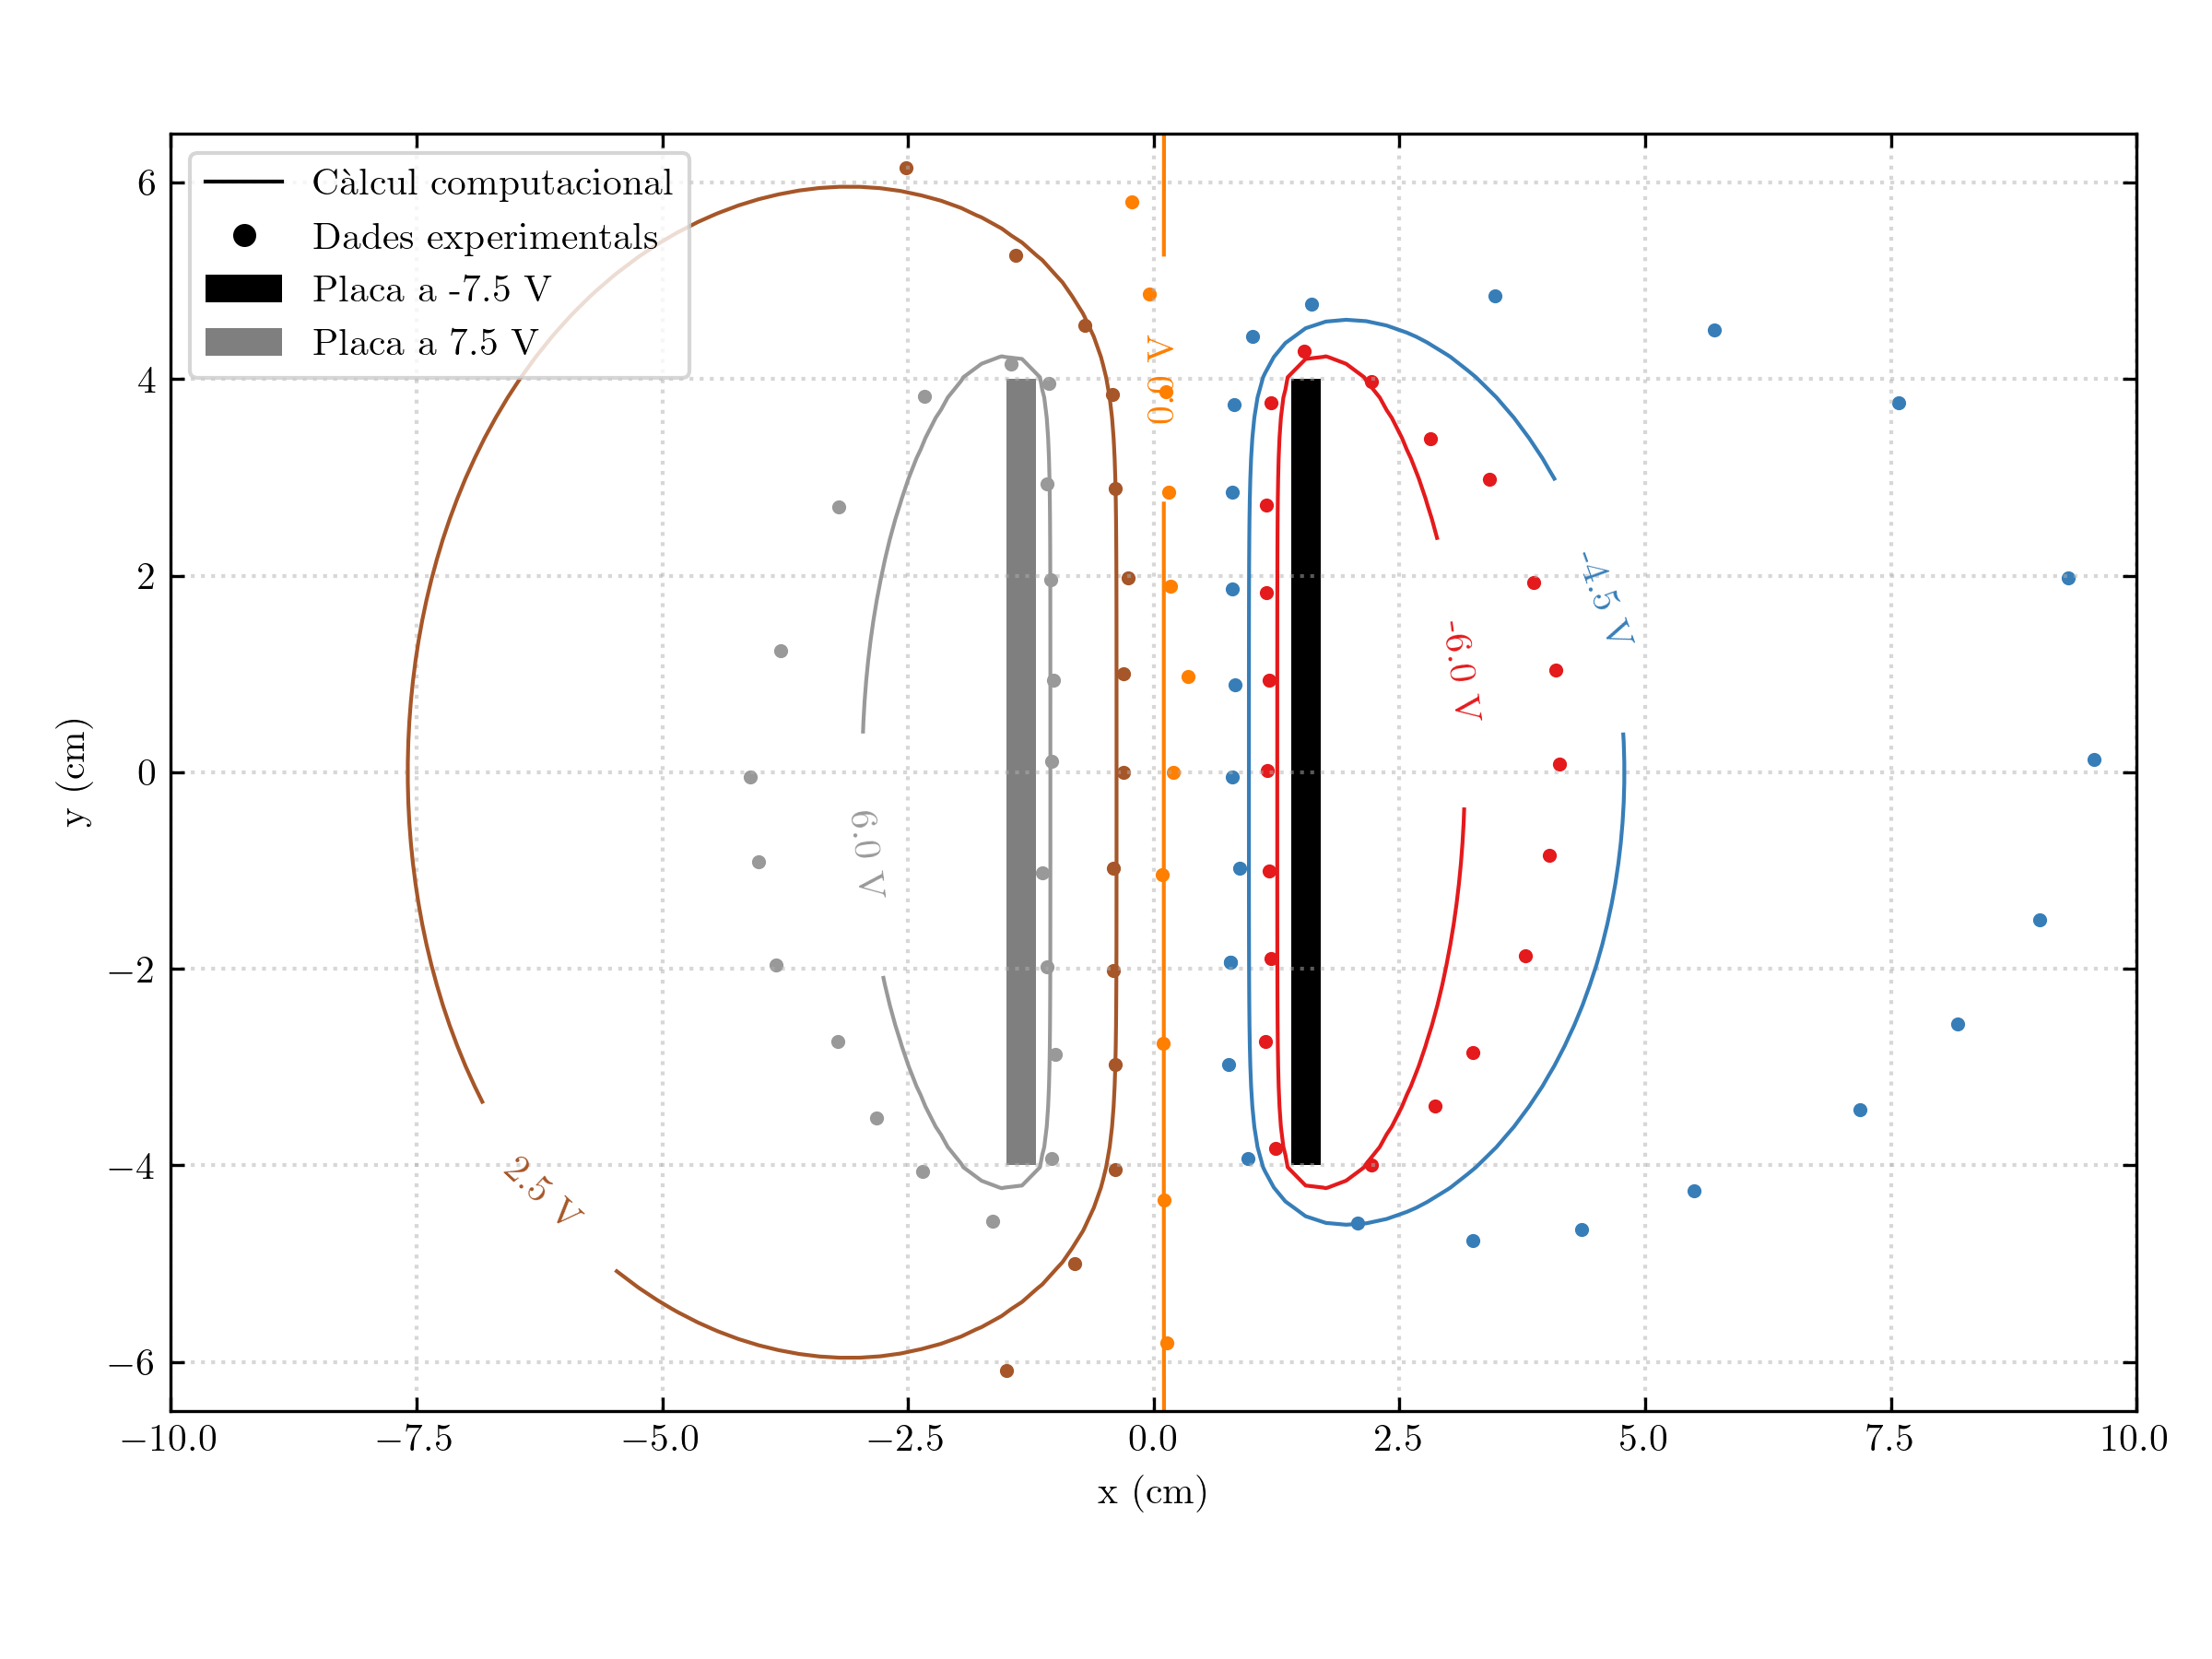 Càlcul computacional
Dades experimentals
Placa a -7.5 V
Placa a 7.5 V
0.0 V
-4.5 V
-6.0 V
6.0 V
2.5 V
6
4
2
0
−2
−4
−6
y (cm)
−10.0 −7.5 −5.0 −2.5 0.0 2.5 5.0 7.5 10.0
x (cm)